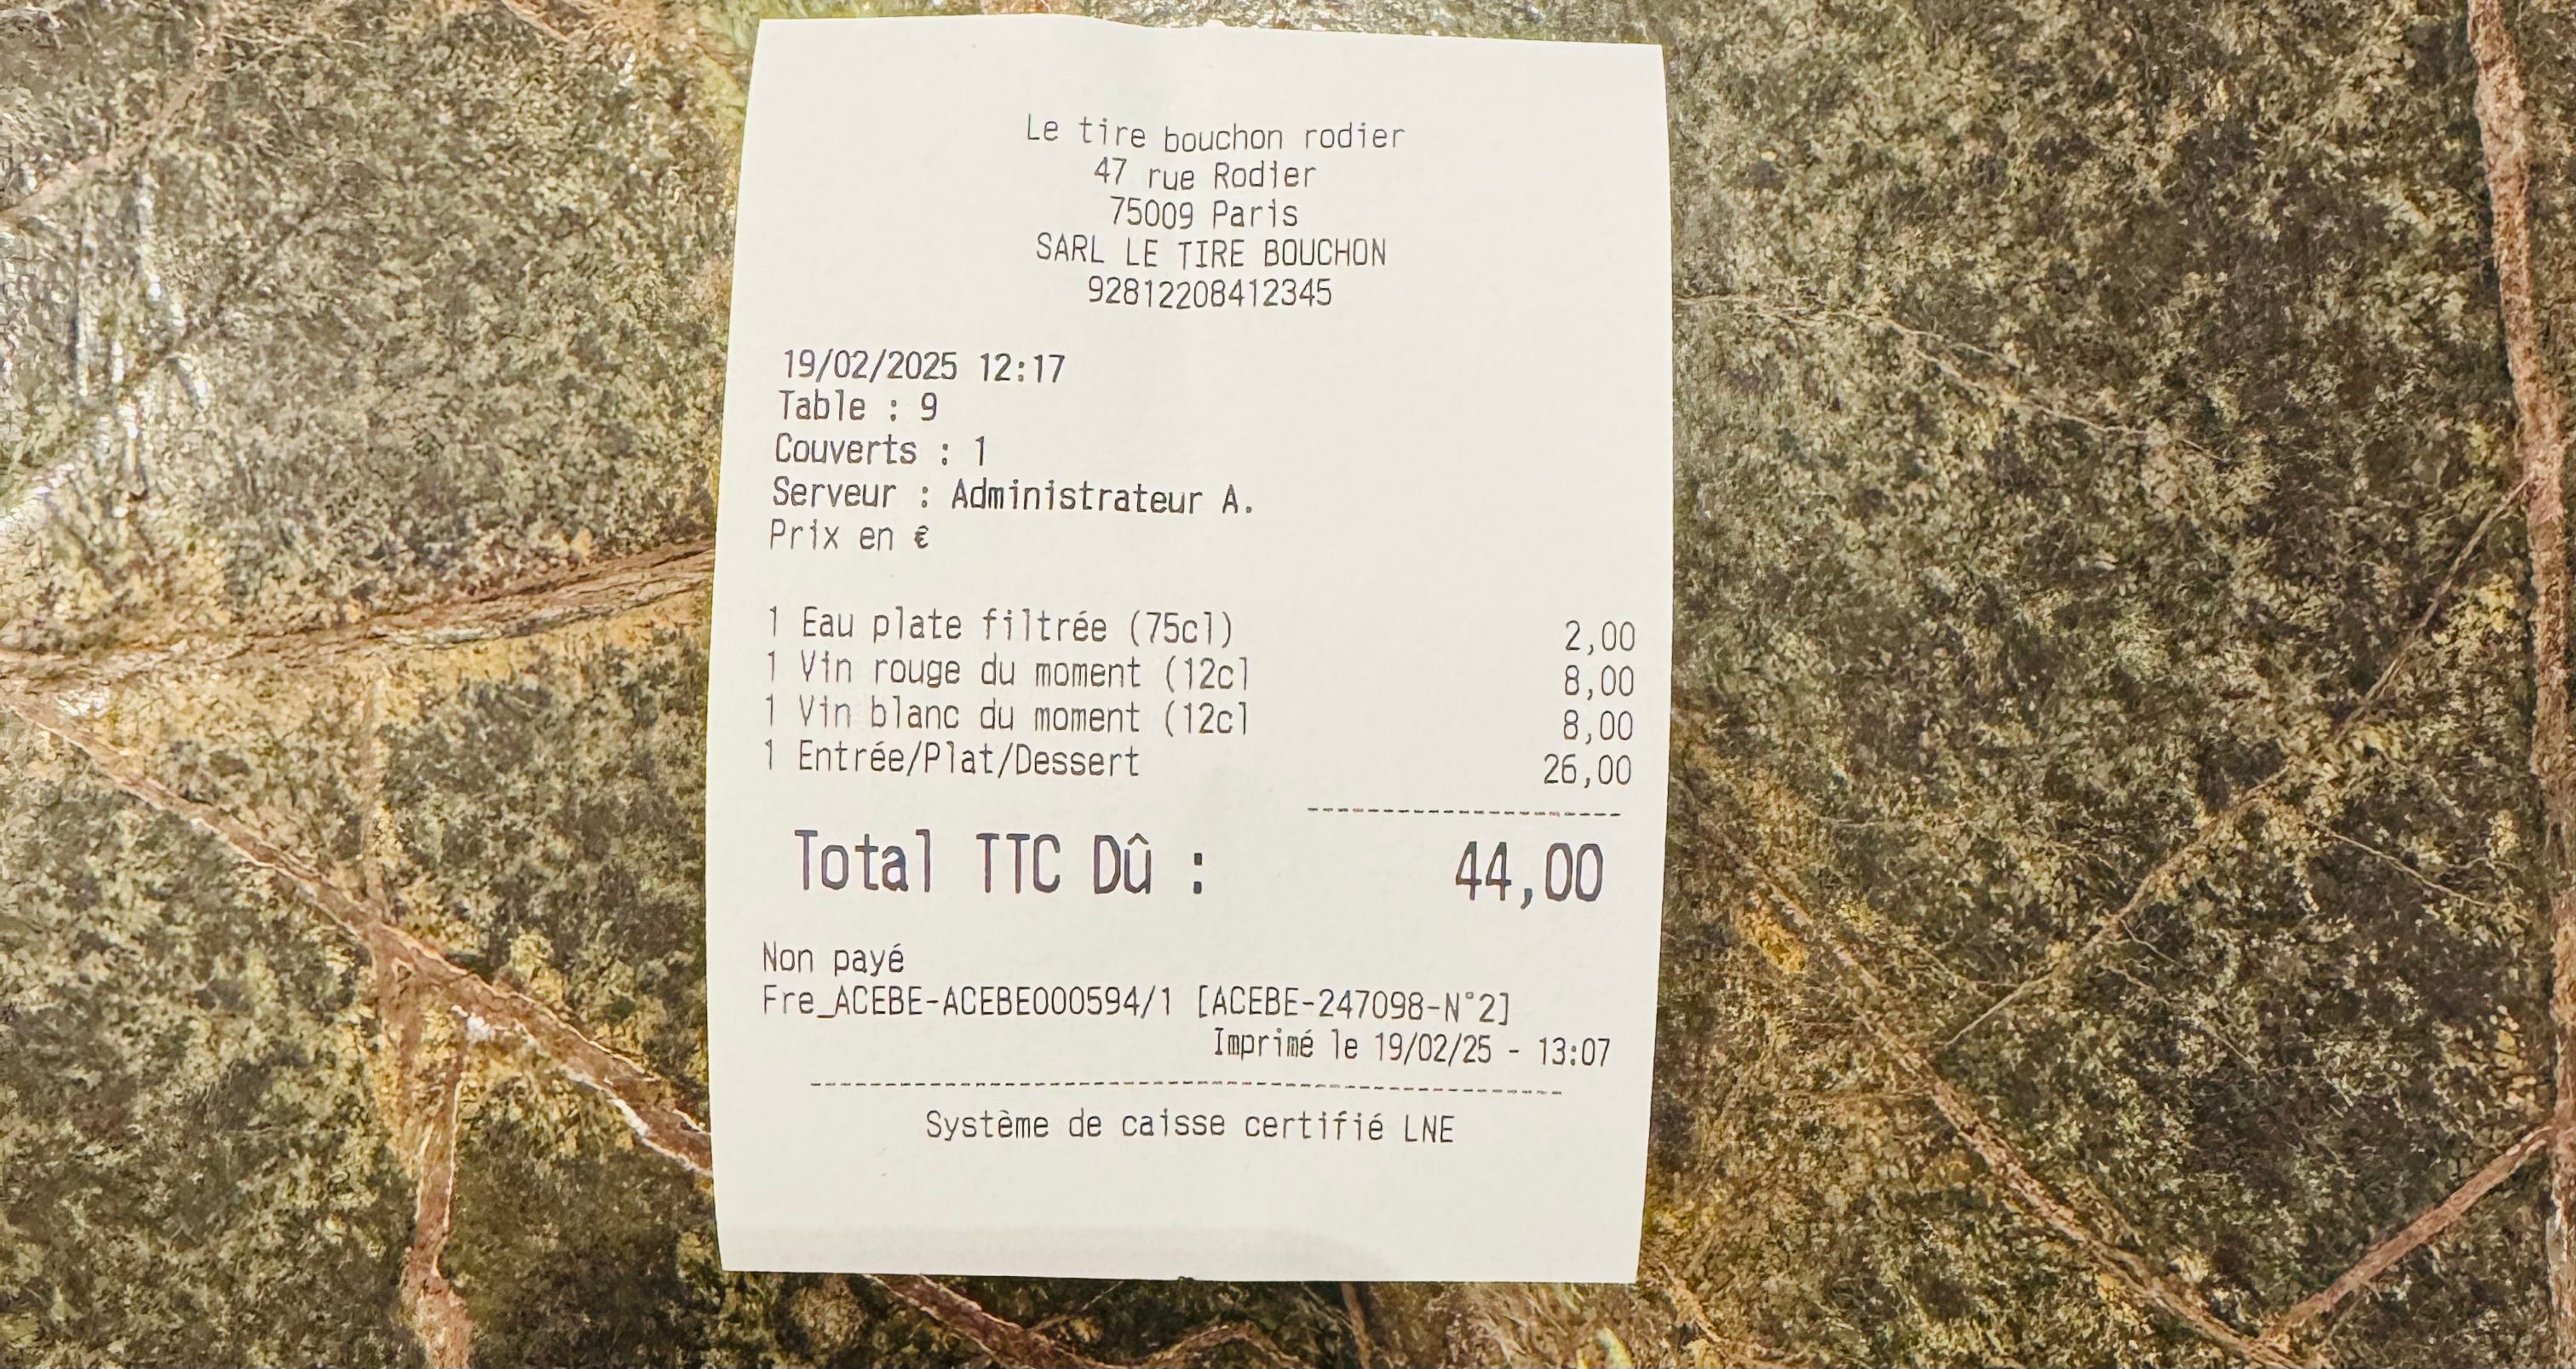 Le tire bouchon rodier
47 rue Rodier
75009 Paris
SARL LE TIRE BOUCHON
92812208412345
19/02/2025 12:17
Table : 9
Couverts : 1
Serveur : Administrateur A.
Prix en €
1 Eau plate filtrée (75cl) 2,00
1 Vin rouge du moment (12cl 8,00
1 Vin blanc du moment (12cl 8,00
1 Entrée/Plat/Dessert 26,00
Total TTC Dû : 44,00
Non payé
Fre_ACEBE-ACEBE000594/1 [ACEBE-247098-N°2]
Imprimé le 19/02/25 - 13:07
Système de caisse certifié LNE